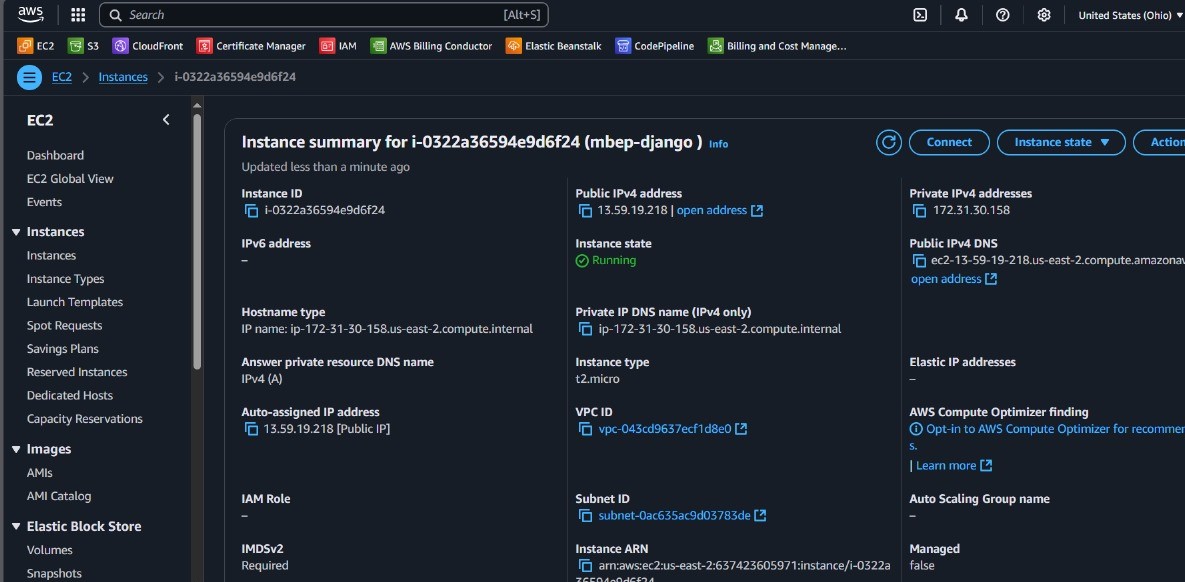 aws
Search [Alt+S] United States (Ohio)
EC2 S3 CloudFront Certificate Manager IAM AWS Billing Conductor Elastic Beanstalk CodePipeline Billing and Cost Manage...
EC2 > Instances > i-0322a36594e9d6f24
EC2
Dashboard
EC2 Global View
Events
Instances
Instances
Instance Types
Launch Templates
Spot Requests
Savings Plans
Reserved Instances
Dedicated Hosts
Capacity Reservations
Images
AMIs
AMI Catalog
Elastic Block Store
Volumes
Snapshots
Instance summary for i-0322a36594e9d6f24 (mbep-django ) Info
Connect Instance state Action
Updated less than a minute ago
Instance ID
i-0322a36594e9d6f24
Public IPv4 address
13.59.19.218 | open address
Private IPv4 addresses
172.31.30.158
IPv6 address
–
Instance state
Running
Public IPv4 DNS
ec2-13-59-19-218.us-east-2.compute.amazonaw
open address
Hostname type
IP name: ip-172-31-30-158.us-east-2.compute.internal
Private IP DNS name (IPv4 only)
ip-172-31-30-158.us-east-2.compute.internal
Answer private resource DNS name
IPv4 (A)
Instance type
t2.micro
Elastic IP addresses
–
Auto-assigned IP address
13.59.19.218 [Public IP]
VPC ID
vpc-043cd9637ecf1d8e0
AWS Compute Optimizer finding
Opt-in to AWS Compute Optimizer for recommen
s.
| Learn more
IAM Role
–
Subnet ID
subnet-0ac635ac9d03783de
Auto Scaling Group name
–
IMDSv2
Required
Instance ARN
arn:aws:ec2:us-east-2:637423605971:instance/i-0322a
36594e9d6f24
Managed
false